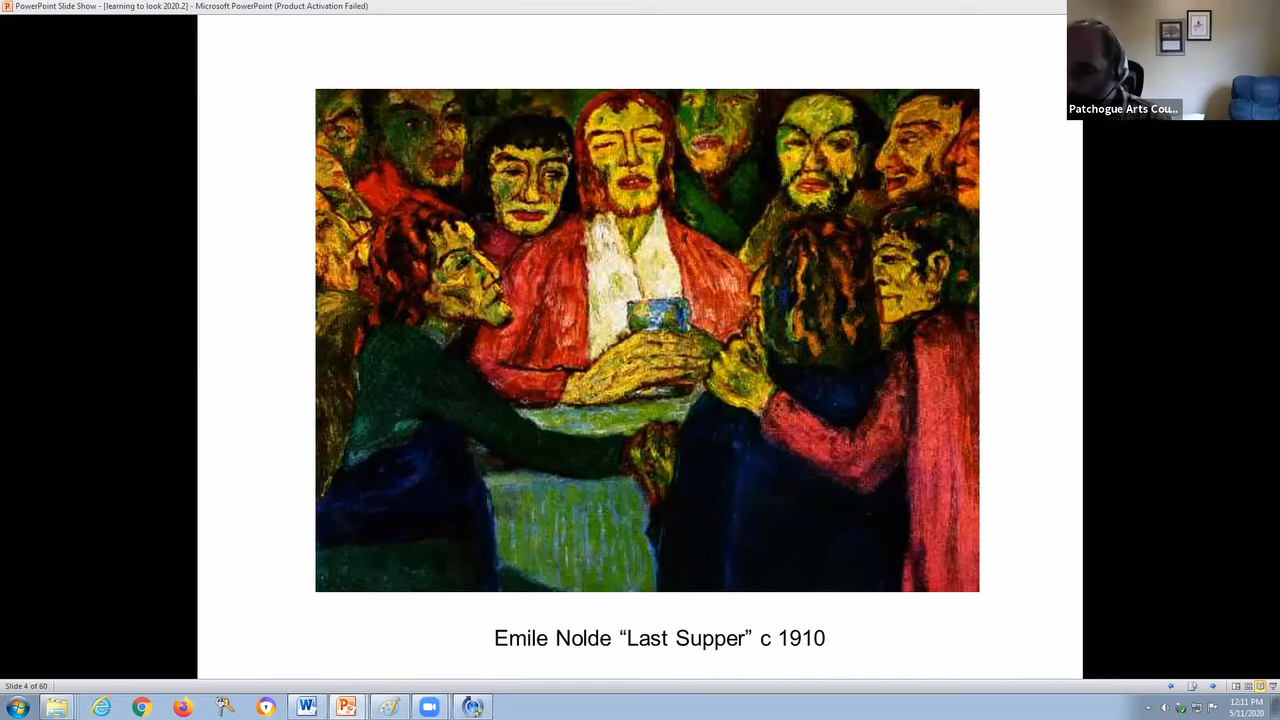 PowerPoint Slide Show - [learning to look 2020.2] - Microsoft PowerPoint (Product Activation Failed)
Patchogue Arts Cou...
Emile Nolde “Last Supper” c 1910
Slide 4 of 60
12:11 PM
5/11/2020